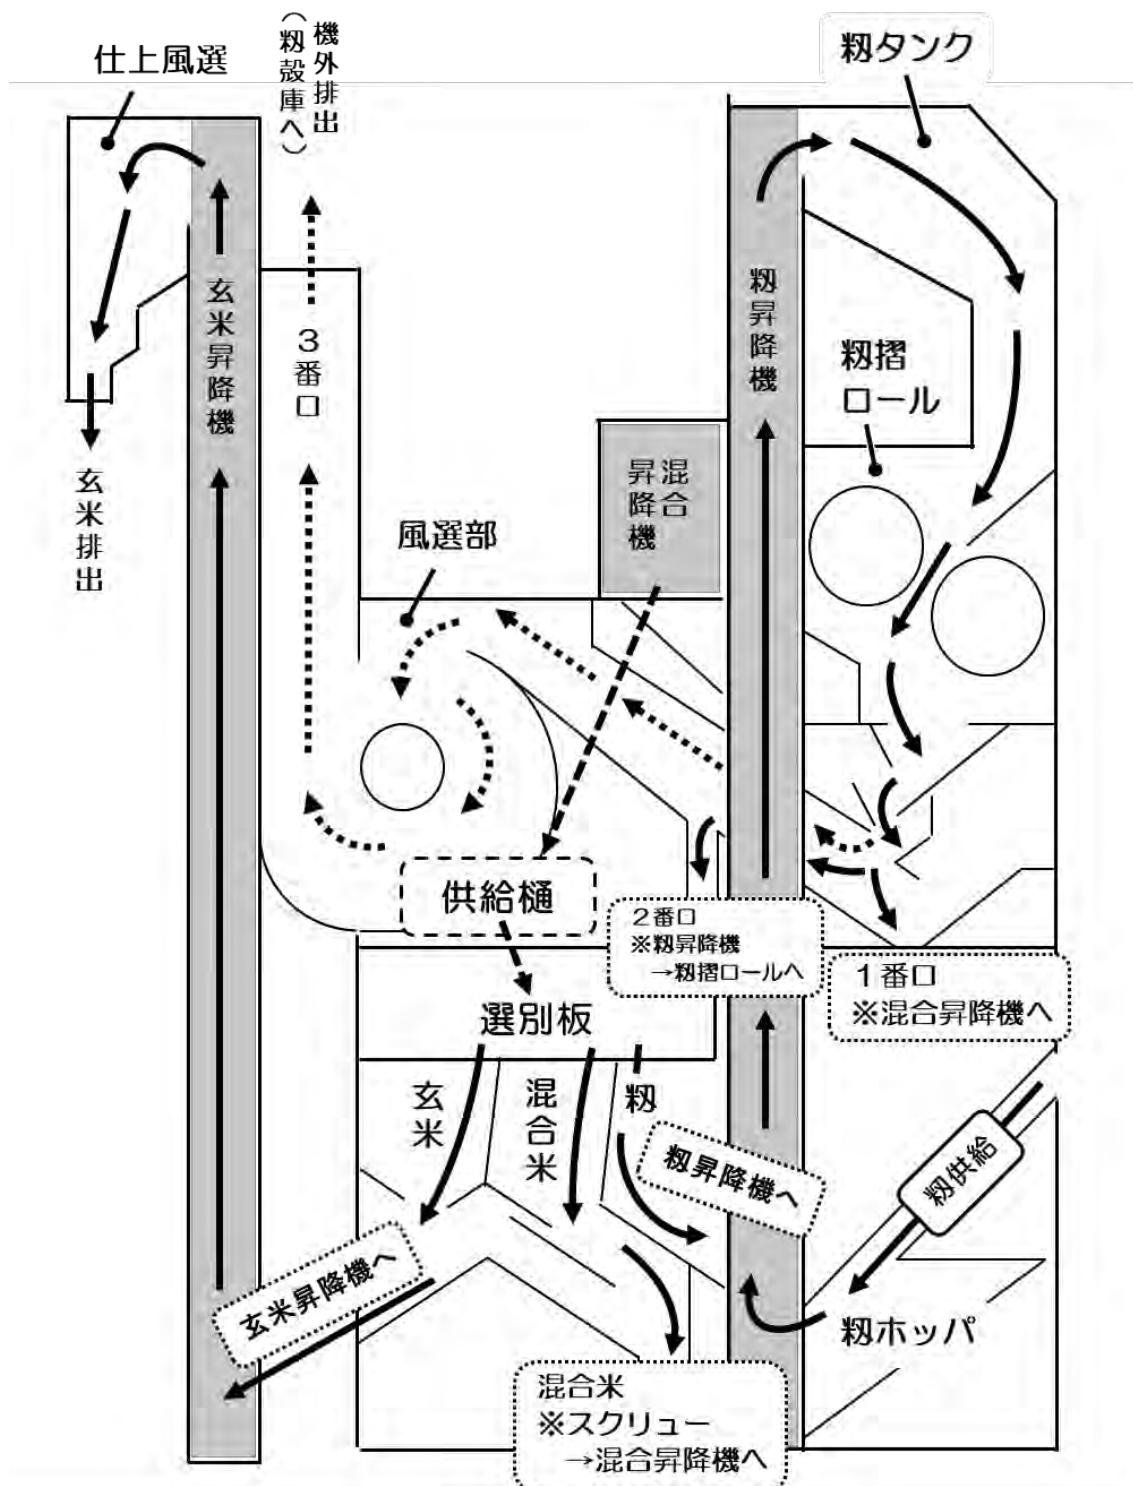 機外排出
(籾殻庫へ)
仕上風選
籾タンク
玄米昇降機
3番口
籾昇降機
籾摺
ロール
混合
昇降機
玄米排出
風選部
供給樋
2番口
※籾昇降機
→籾摺ロールへ
1番口
※混合昇降機へ
選別板
玄米
混合米
籾
籾昇降機へ
籾供給
玄米昇降機へ
籾ホッパ
混合米
※スクリュー
→混合昇降機へ